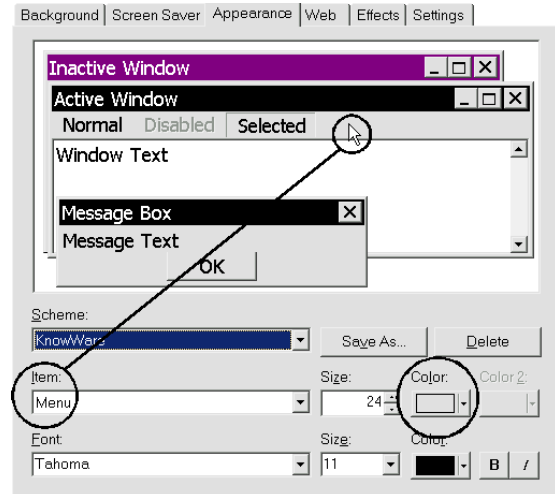 Background Screen Saver Appearance Web Effects Settings
Inactive Window
Active Window
Normal Disabled Selected
Window Text
Message Box
Message Text
OK
Scheme:
KnowWare Save As... Delete
Item: Size: Color: Color 2:
Menu 24
Font: Size: Color:
Tahoma 11 B I